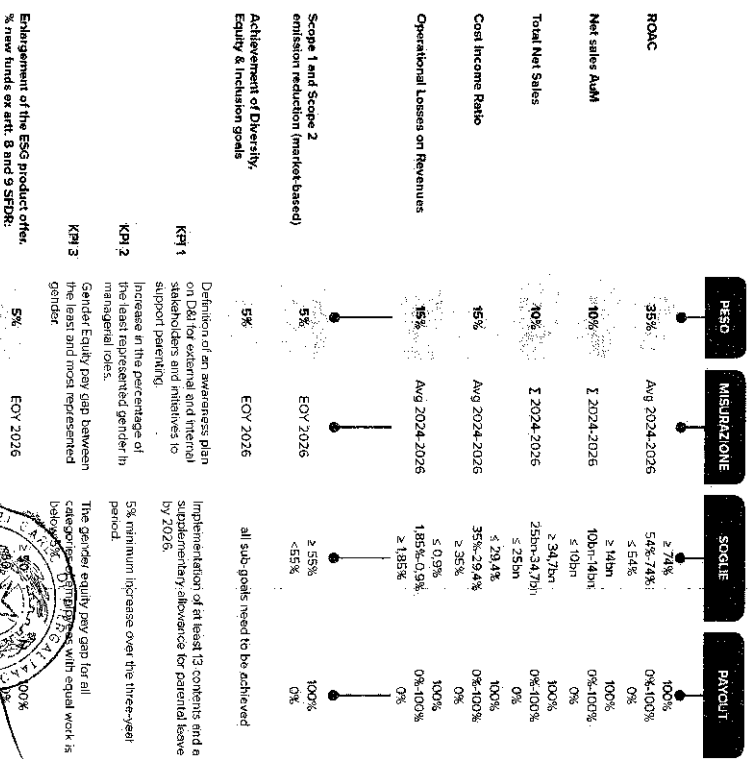 PESO
MISURAZIONE
SOGLIE
PAYOUT
ROAC
35%
Avg 2024-2026
≥ 74%
54%-74%
≤ 54%
100%
0%-100%
0%
Net sales AuM
10%
Σ 2024-2026
≥ 14bn
10bn-14bn
≤ 10bn
100%
0%-100%
0%
Total Net Sales
10%
Σ 2024-2026
≥ 34,7bn
25bn-34,7bn
≤ 25bn
100%
0%-100%
0%
Cost Income Ratio
15%
Avg 2024-2026
≤ 29,4%
35%-29,4%
≥ 35%
100%
0%-100%
0%
Operational Losses on Revenues
15%
Avg 2024-2026
≤ 0,9%
1,85%-0,9%
≥ 1,85%
100%
0%-100%
0%
Scope 1 and Scope 2
emission reduction (market-based)
5%
EOY 2026
≥ 55%
<55%
100%
0%
Achievement of Diversity,
Equity & Inclusion goals
5%
EOY 2026
all sub-goals need to be achieved
KPI 1
Definition of an awareness plan
on D&I for external and internal
stakeholders and initiatives to
support parenting.
Implementation of at least 13 contents and a
supplementary allowance for parental leave
by 2026.
KPI 2
Increase in the percentage of
the least represented gender in
managerial roles.
5% minimum increase over the three-year
period.
KPI 3
Gender Equity pay gap between
the least and most represented
gender.
The gender equity pay gap for all
categories of employees with equal work is
below 5%.
Enlargement of the ESG product offer,
% new funds ex artt. 8 and 9 SFDR:
5%
EOY 2026
100%